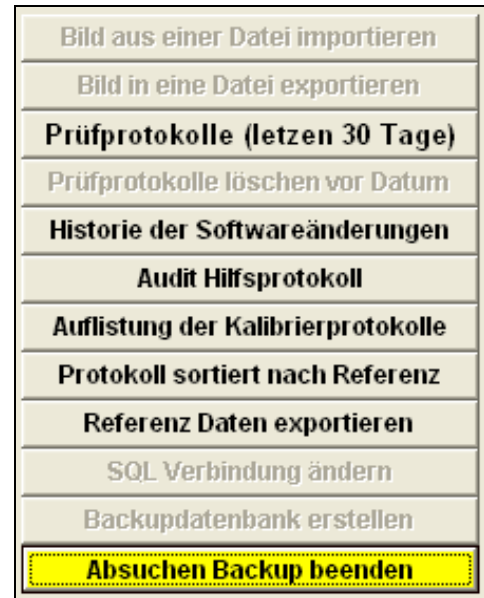 Bild aus einer Datei importieren
Bild in eine Datei exportieren
Prüfprotokolle (letzen 30 Tage)
Prüfprotokolle löschen vor Datum
Historie der Softwareänderungen
Audit Hilfsprotokoll
Auflistung der Kalibrierprotokolle
Protokoll sortiert nach Referenz
Referenz Daten exportieren
SQL Verbindung ändern
Backupdatenbank erstellen
Absuchen Backup beenden